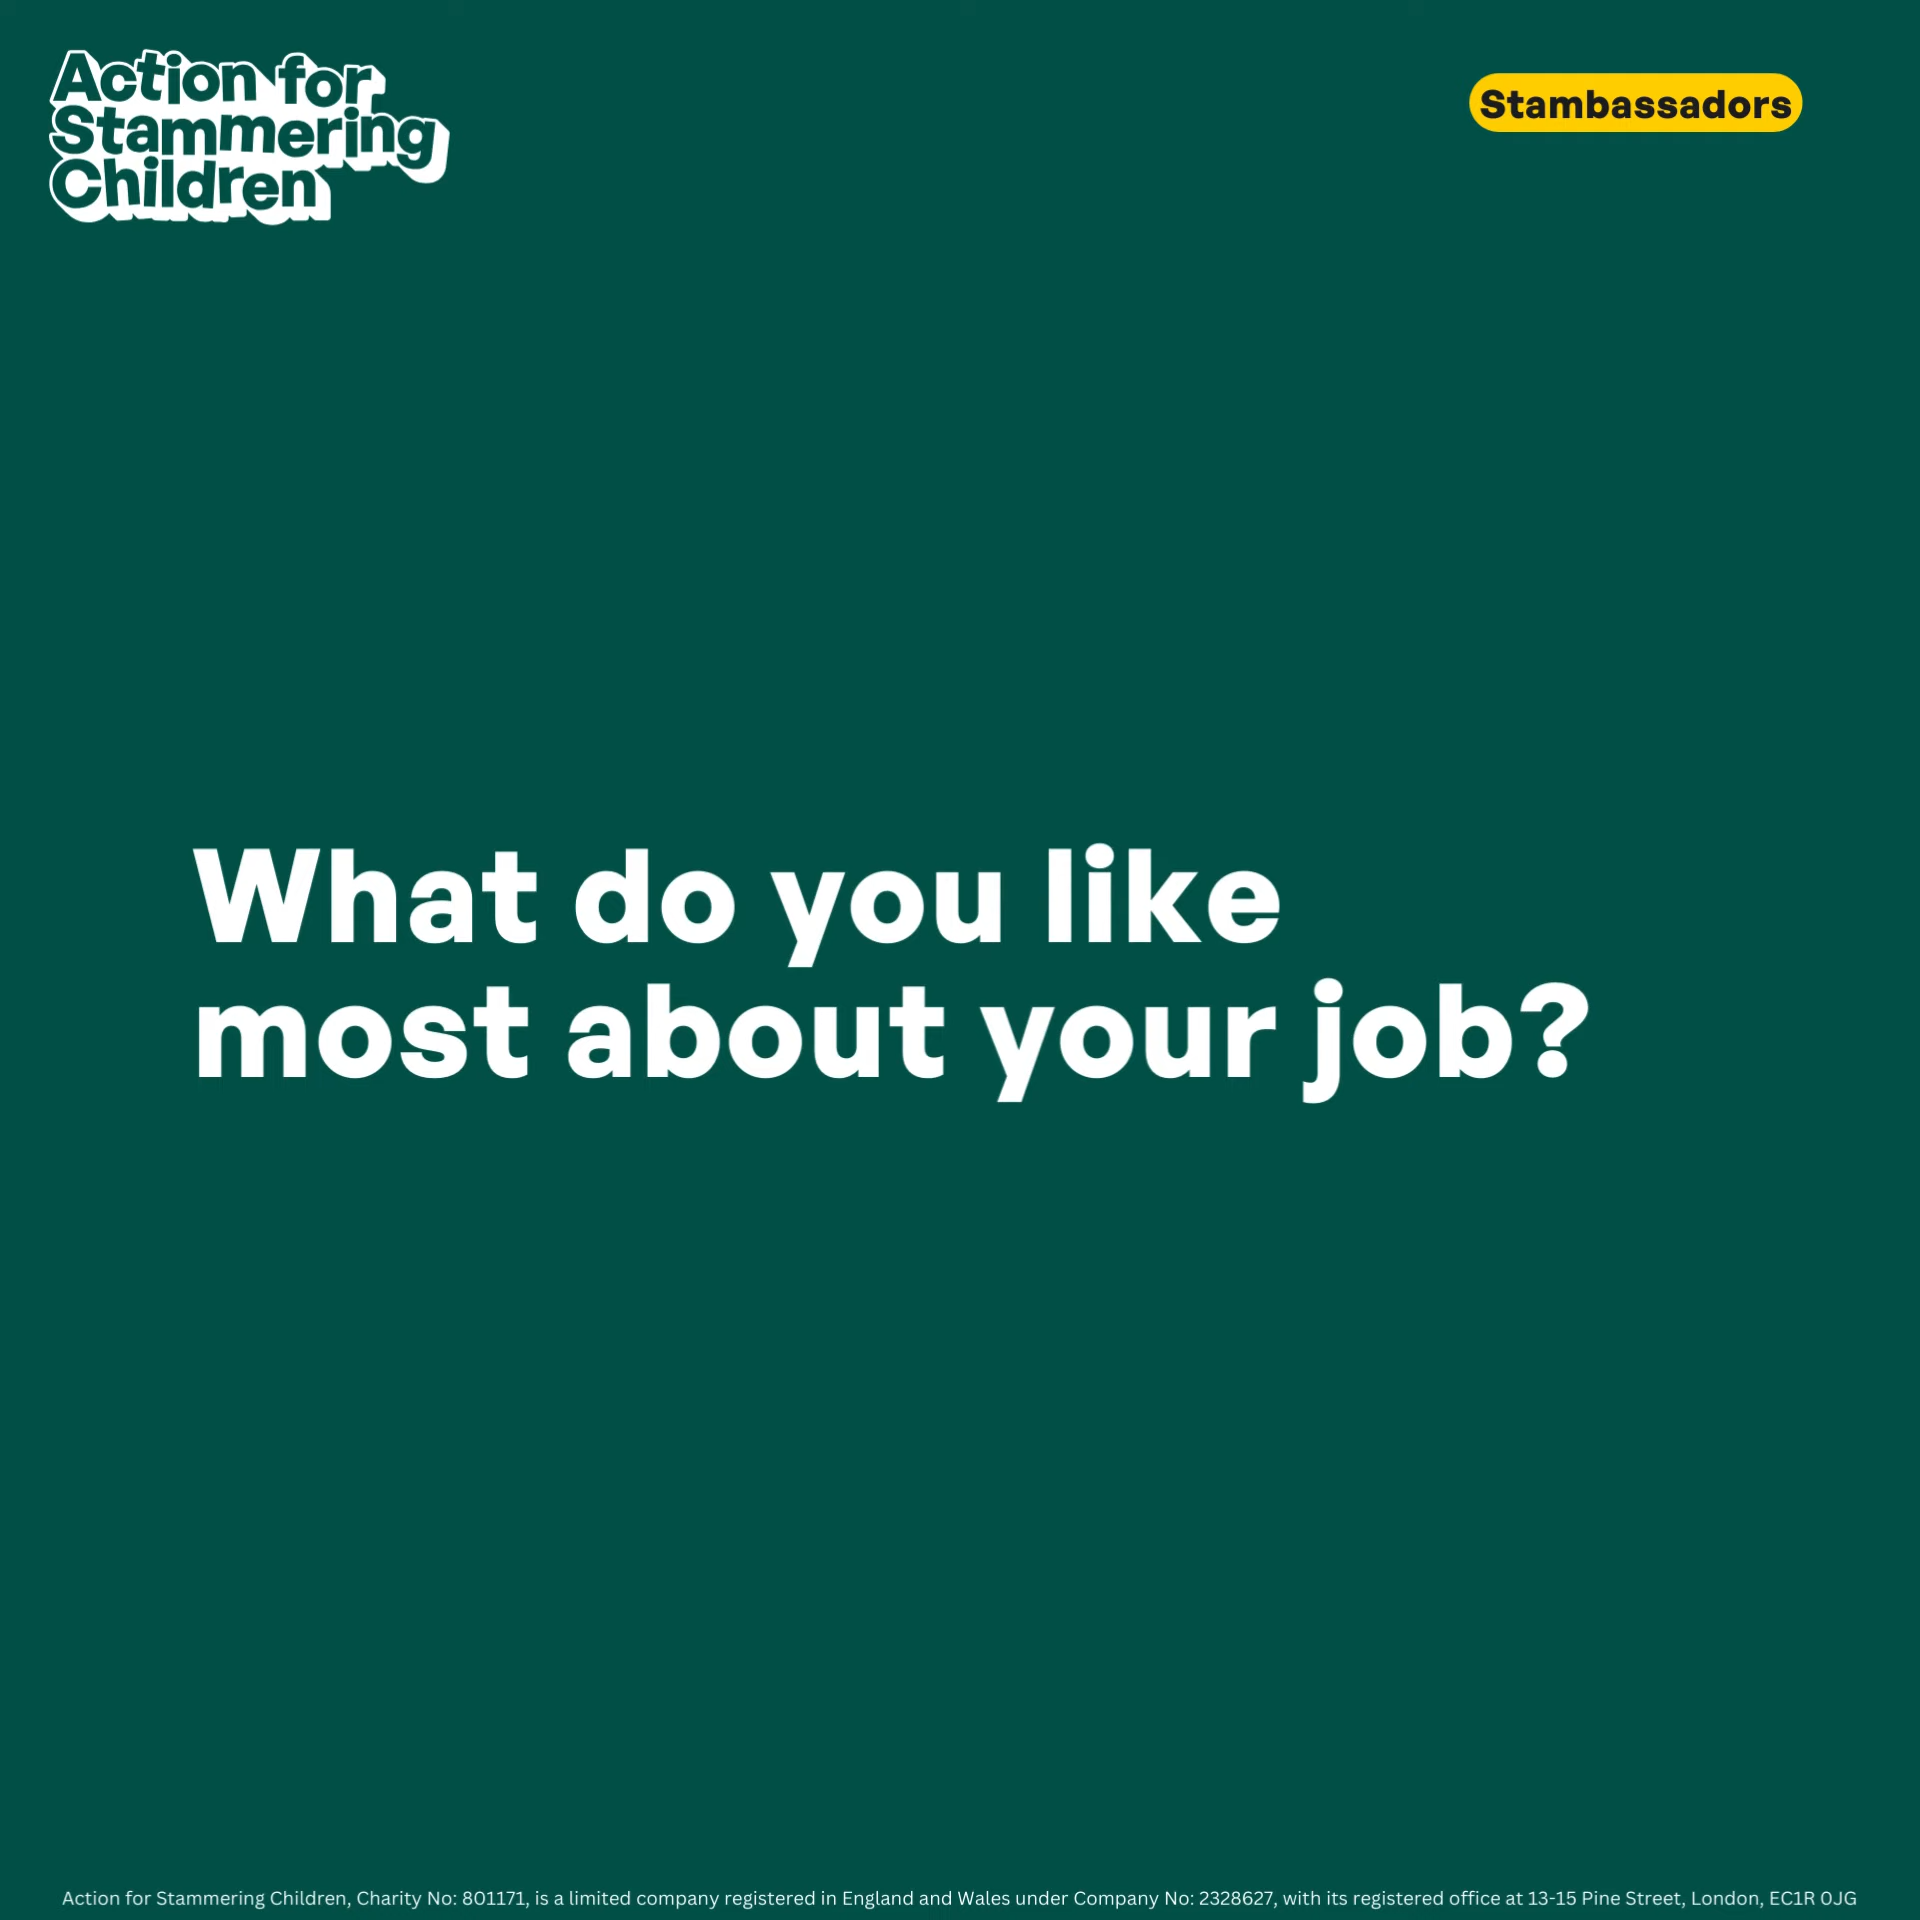 Action for
Stammering
Children
Stambassadors
What do you like
most about your job?
Action for Stammering Children, Charity No: 801171, is a limited company registered in England and Wales under Company No: 2328627, with its registered office at 13-15 Pine Street, London, EC1R 0JG